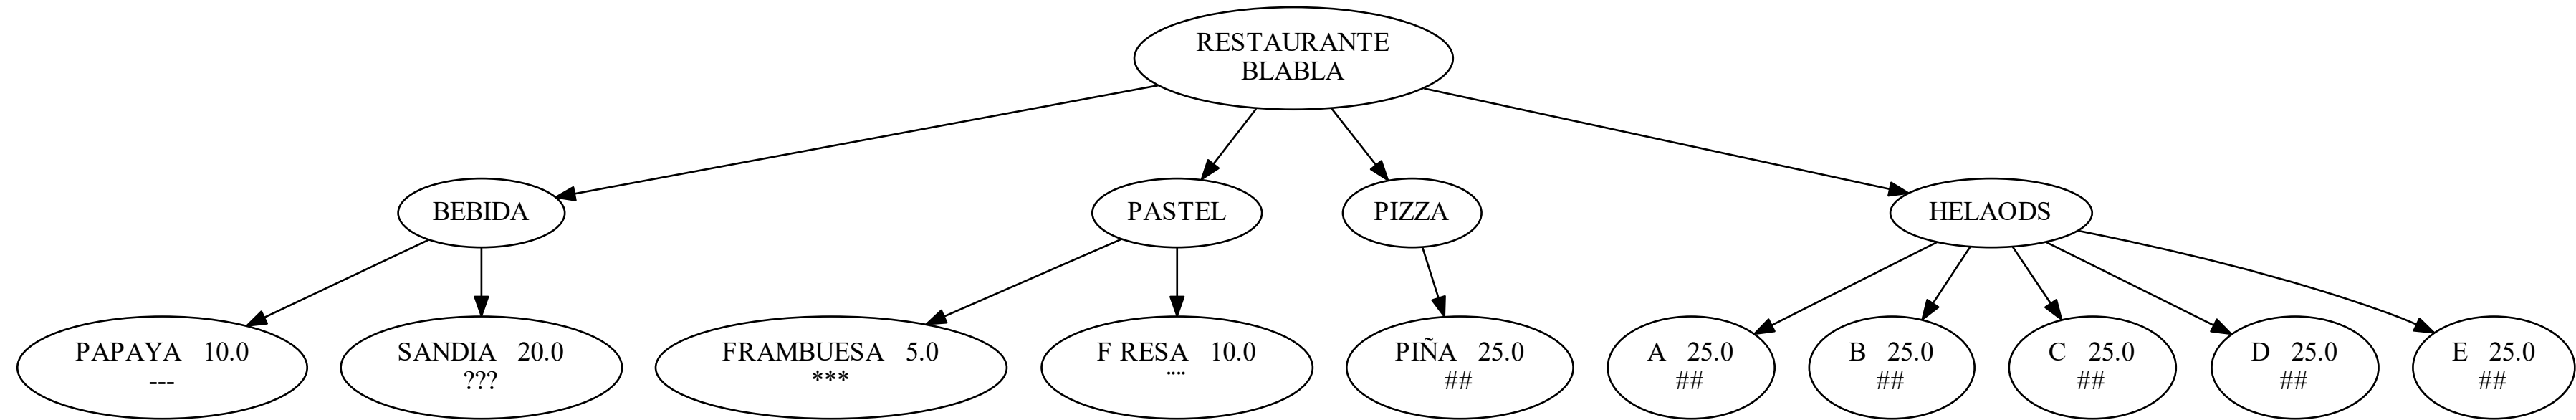 RESTAURANTE
BLABLA
BEBIDA
PASTEL
PIZZA
HELAODS
PAPAYA 10.0
---
SANDIA 20.0
???
FRAMBUESA 5.0
***
F RESA 10.0
¨¨
PIÑA 25.0
##
A 25.0
##
B 25.0
##
C 25.0
##
D 25.0
##
E 25.0
##